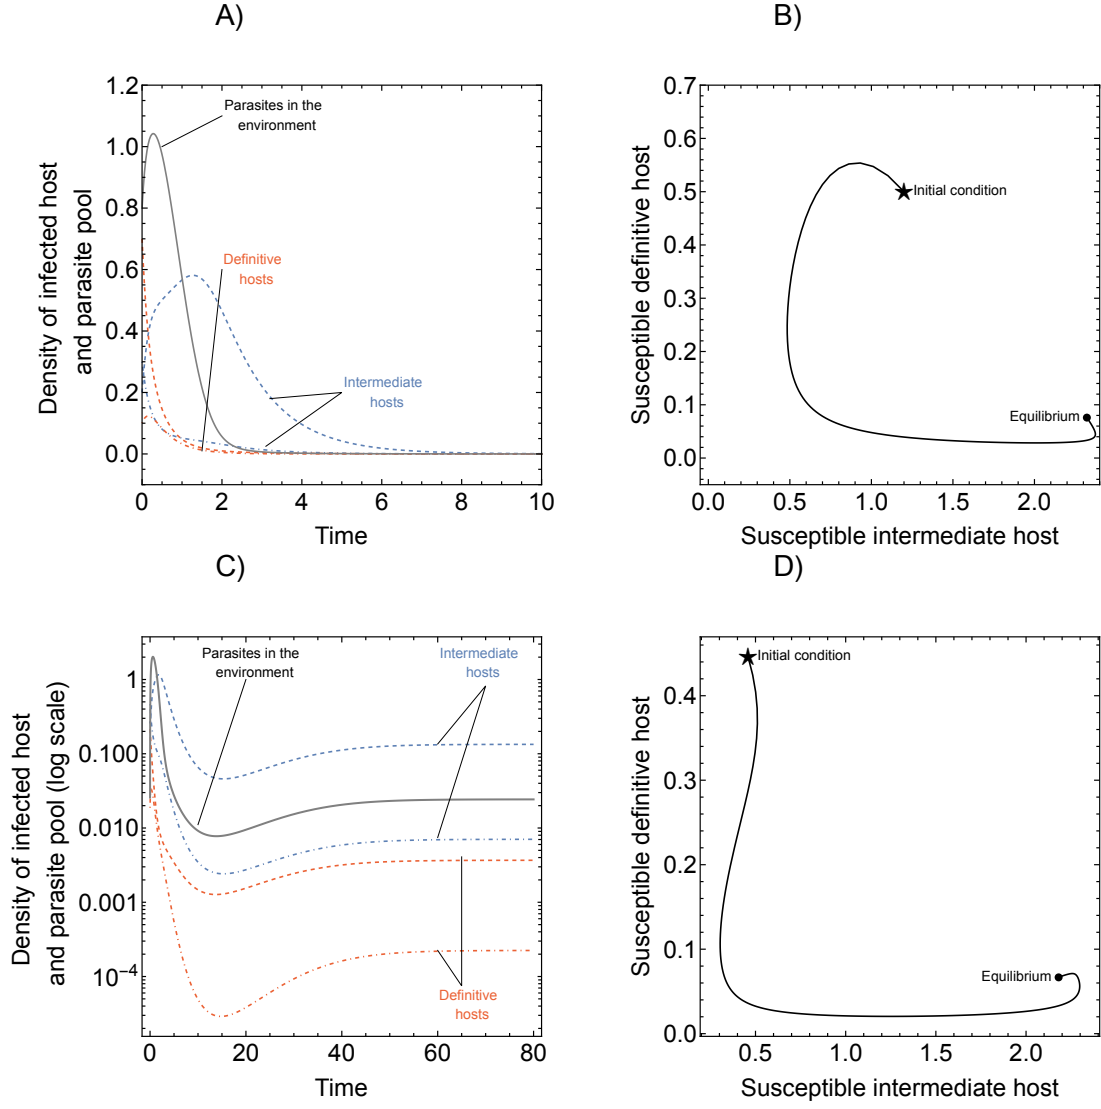 A)
1.2
1.0
0.8
0.6
0.4
0.2
0.0
0
2
4
6
8
10
Time
Density of infected host
and parasite pool
Parasites in the
environment
Definitive
hosts
Intermediate
hosts
B)
0.7
0.6
0.5
0.4
0.3
0.2
0.1
0.0
0.0
0.5
1.0
1.5
2.0
Susceptible intermediate host
Susceptible definitive host
Initial condition
Equilibrium
C)
1
0.100
0.010
0.001
10⁻⁴
0
20
40
60
80
Time
Density of infected host
and parasite pool (log scale)
Parasites in the
environment
Intermediate
hosts
Definitive
hosts
D)
0.4
0.3
0.2
0.1
0.0
0.5
1.0
1.5
2.0
Susceptible intermediate host
Susceptible definitive host
Initial condition
Equilibrium